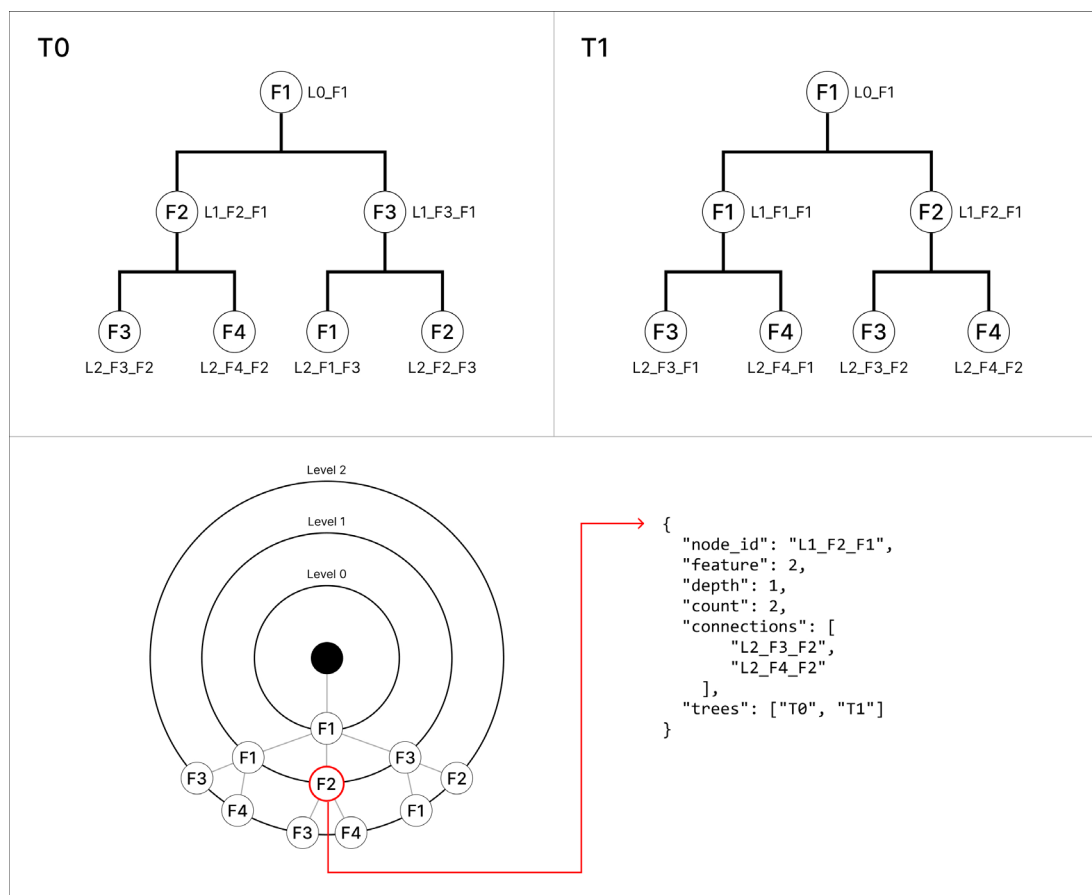 T0
F1 L0_F1
F2 L1_F2_F1
F3 L1_F3_F1
F3
F4
F1
F2
L2_F3_F2
L2_F4_F2
L2_F1_F3
L2_F2_F3
T1
F1 L0_F1
F1 L1_F1_F1
F2 L1_F2_F1
F3
F4
F3
F4
L2_F3_F1
L2_F4_F1
L2_F3_F2
L2_F4_F2
Level 2
Level 1
Level 0
F1
F1
F3
F2
F3
F2
F4
F1
F3
F4
{
"node_id": "L1_F2_F1",
"feature": 2,
"depth": 1,
"count": 2,
"connections": [
"L2_F3_F2",
"L2_F4_F2"
],
"trees": ["T0", "T1"]
}